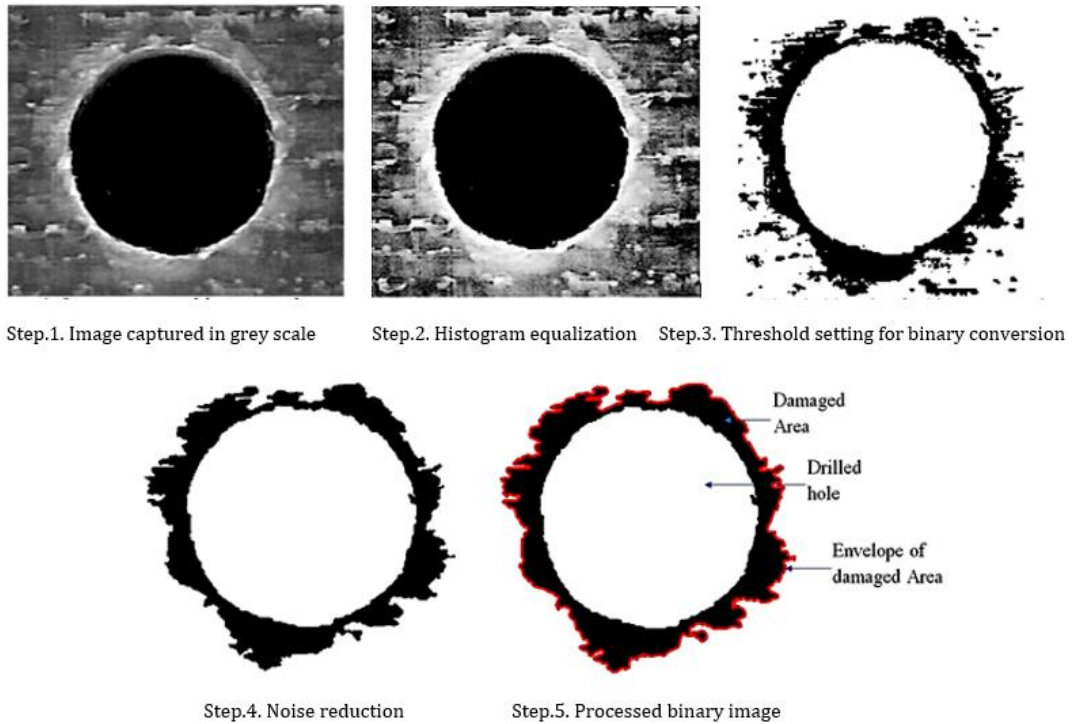 Step.1. Image captured in grey scale
Step.2. Histogram equalization
Step.3. Threshold setting for binary conversion
Damaged
Area
Drilled
hole
Envelope of
damaged Area
Step.4. Noise reduction
Step.5. Processed binary image